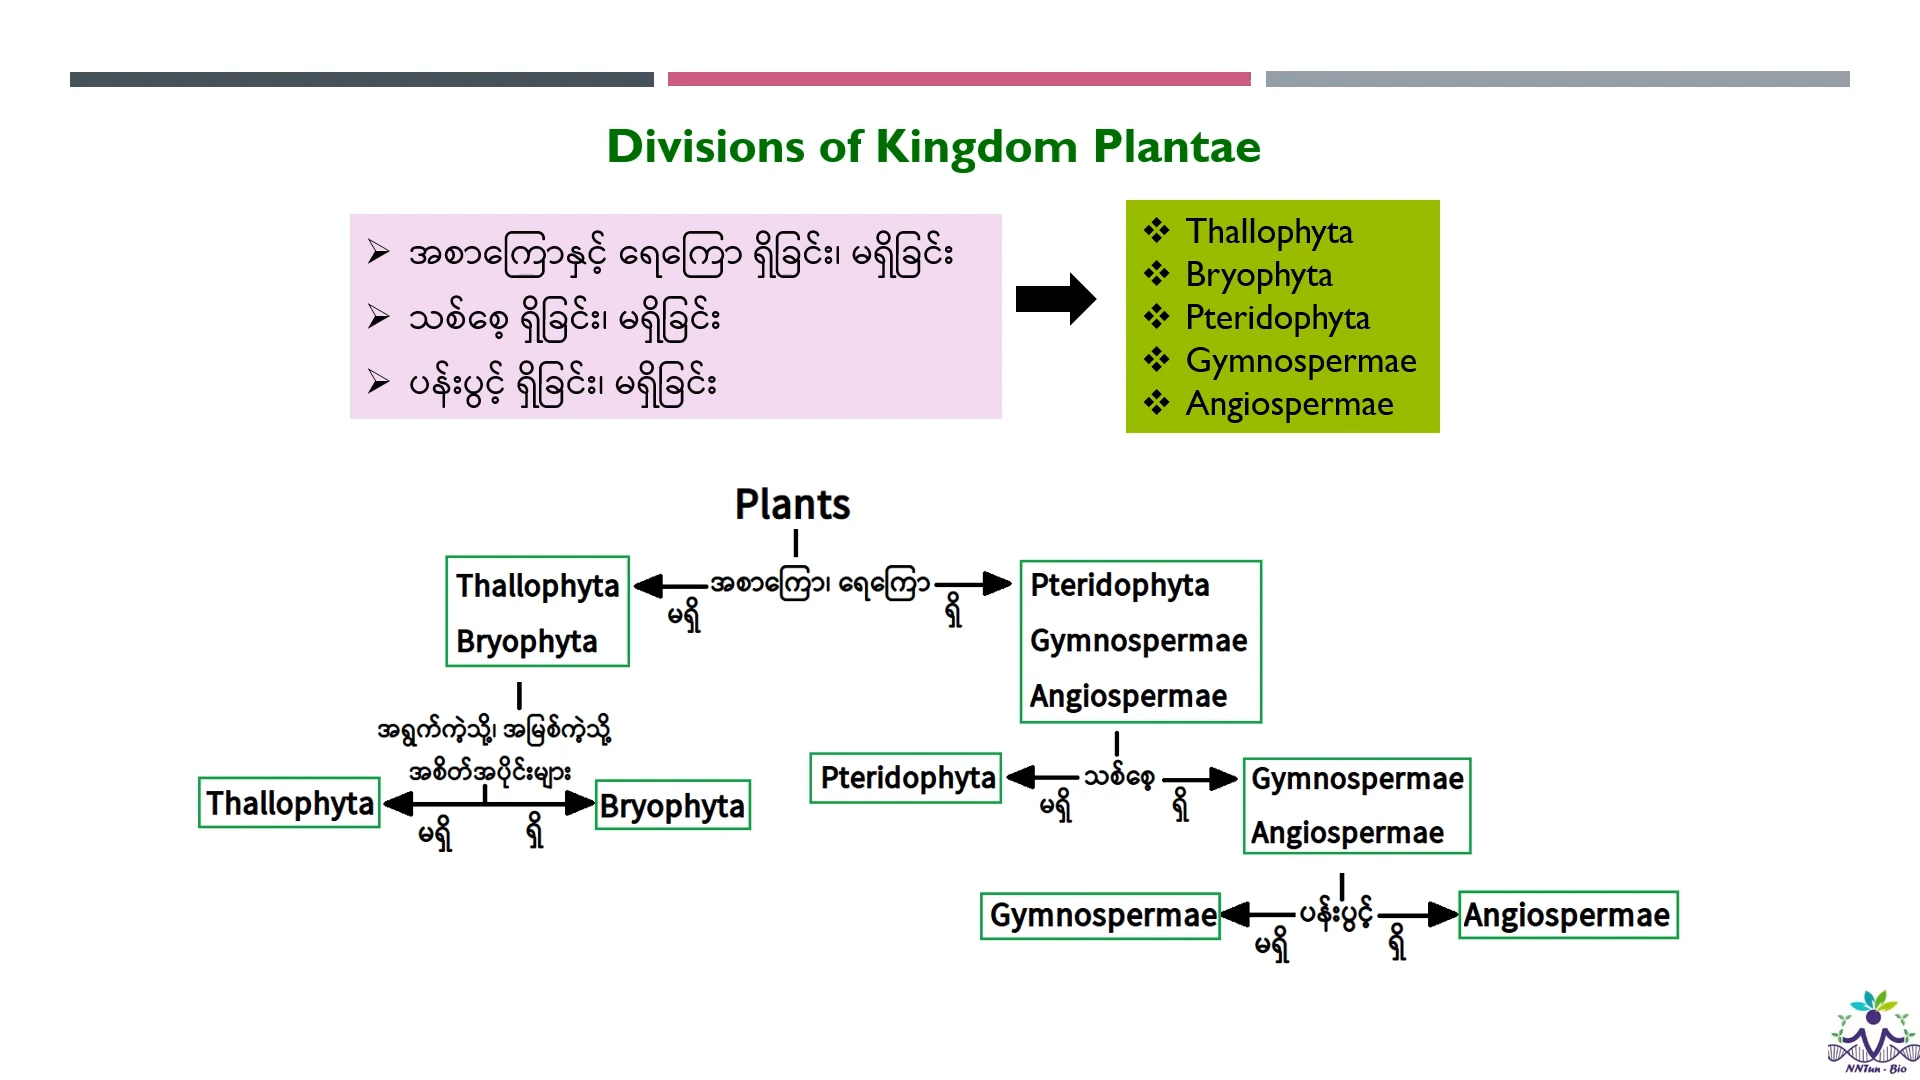 Divisions of Kingdom Plantae
အစာကြောနှင့် ရေကြော ရှိခြင်း၊ မရှိခြင်း
သစ်စေ့ ရှိခြင်း၊ မရှိခြင်း
ပန်းပွင့် ရှိခြင်း၊ မရှိခြင်း
Thallophyta
Bryophyta
Pteridophyta
Gymnospermae
Angiospermae
Plants
Thallophyta
Bryophyta
အစာကြော၊ ရေကြော
မရှိ
ရှိ
Pteridophyta
Gymnospermae
Angiospermae
အရွက်ကဲ့သို့၊ အမြစ်ကဲ့သို့
အစိတ်အပိုင်းများ
Thallophyta
မရှိ
ရှိ
Bryophyta
Pteridophyta
သစ်စေ့
မရှိ
ရှိ
Gymnospermae
Angiospermae
Gymnospermae
ပန်းပွင့်
မရှိ
ရှိ
Angiospermae
NNTun - Bio